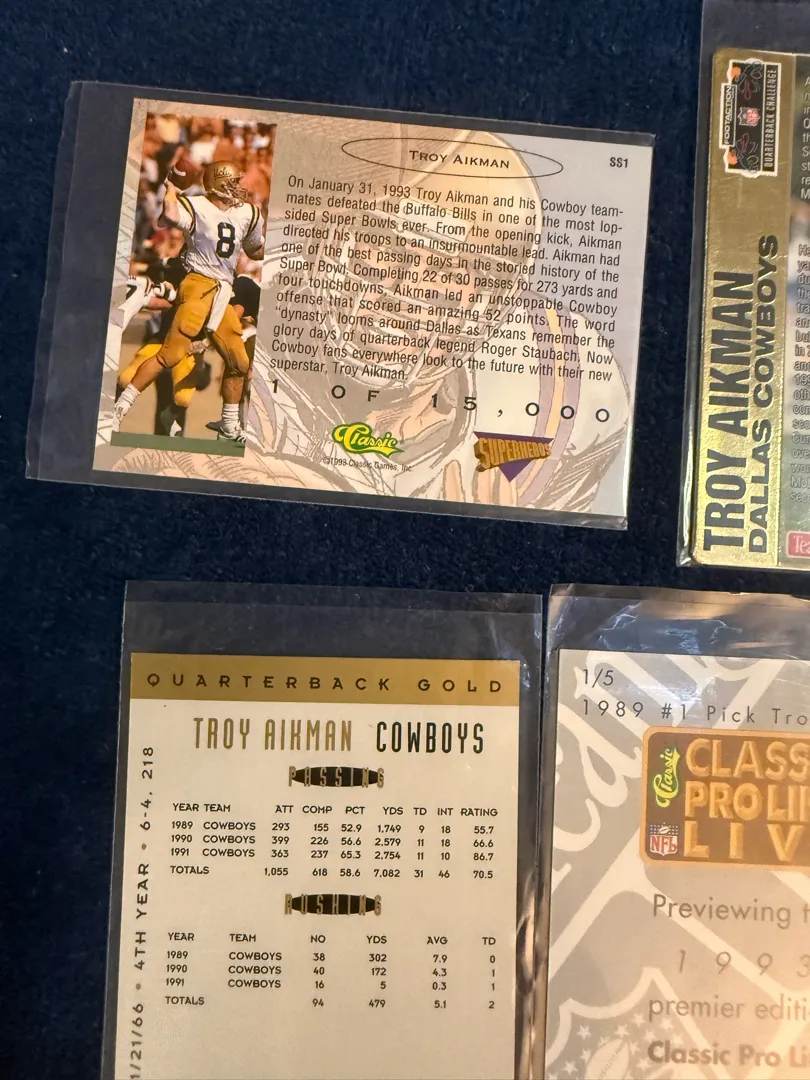 TROY AIKMAN
SS1
On January 31, 1993 Troy Aikman and his Cowboy team-
mates defeated the Buffalo Bills in one of the most lop-
sided Super Bowls ever. From the opening kick, Aikman
directed his troops to an insurmountable lead. Aikman had
one of the best passing days in the storied history of the
Super Bowl. Completing 22 of 30 passes for 273 yards and
four touchdowns, Aikman led an unstoppable Cowboy
offense that scored an amazing 52 points. The word
"dynasty" looms around Dallas as Texans remember the
glory days of quarterback legend Roger Staubach. Now
Cowboy fans everywhere look to the future with their new
superstar, Troy Aikman.
1 OF 15,000
Classic
©1993 Classic Games, Inc.
SUPERHEROS
UCLA
8
FOOTACTION
NFL
QUARTERBACK CHALLENGE
TROY AIKMAN
DALLAS COWBOYS
QUARTERBACK GOLD
TROY AIKMAN COWBOYS
PASSING
YEAR TEAM ATT COMP PCT YDS TD INT RATING
1989 COWBOYS 293 155 52.9 1,749 9 18 55.7
1990 COWBOYS 399 226 56.6 2,579 11 18 66.6
1991 COWBOYS 363 237 65.3 2,754 11 10 86.7
TOTALS 1,055 618 58.6 7,082 31 46 70.5
RUSHING
YEAR TEAM NO YDS AVG TD
1989 COWBOYS 38 302 7.9 0
1990 COWBOYS 40 172 4.3 1
1991 COWBOYS 16 5 0.3 1
TOTALS 94 479 5.1 2
1/21/66 • 4TH YEAR • 6-4, 218
1/5
1989 #1 Pick Tro
Classic
CLASS
PRO LI
LIV
NFL
Previewing t
1993
premier editi
Classic Pro Li